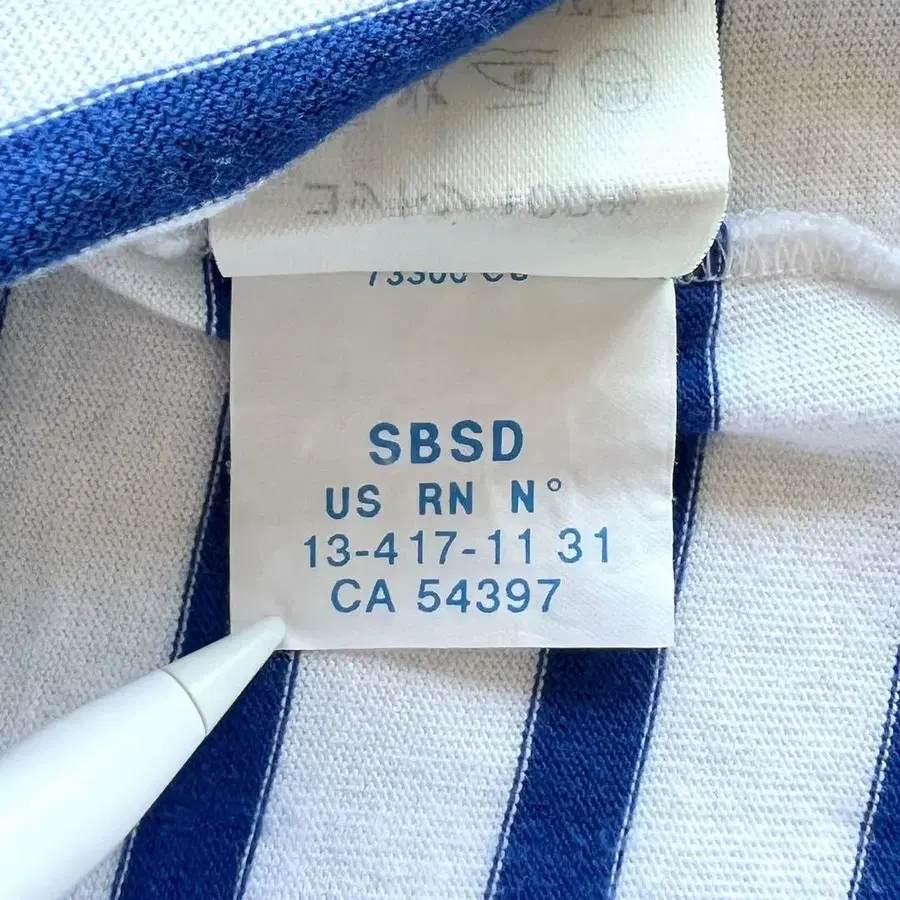 SBSD
US RN N°
13-417-11 31
CA 54397